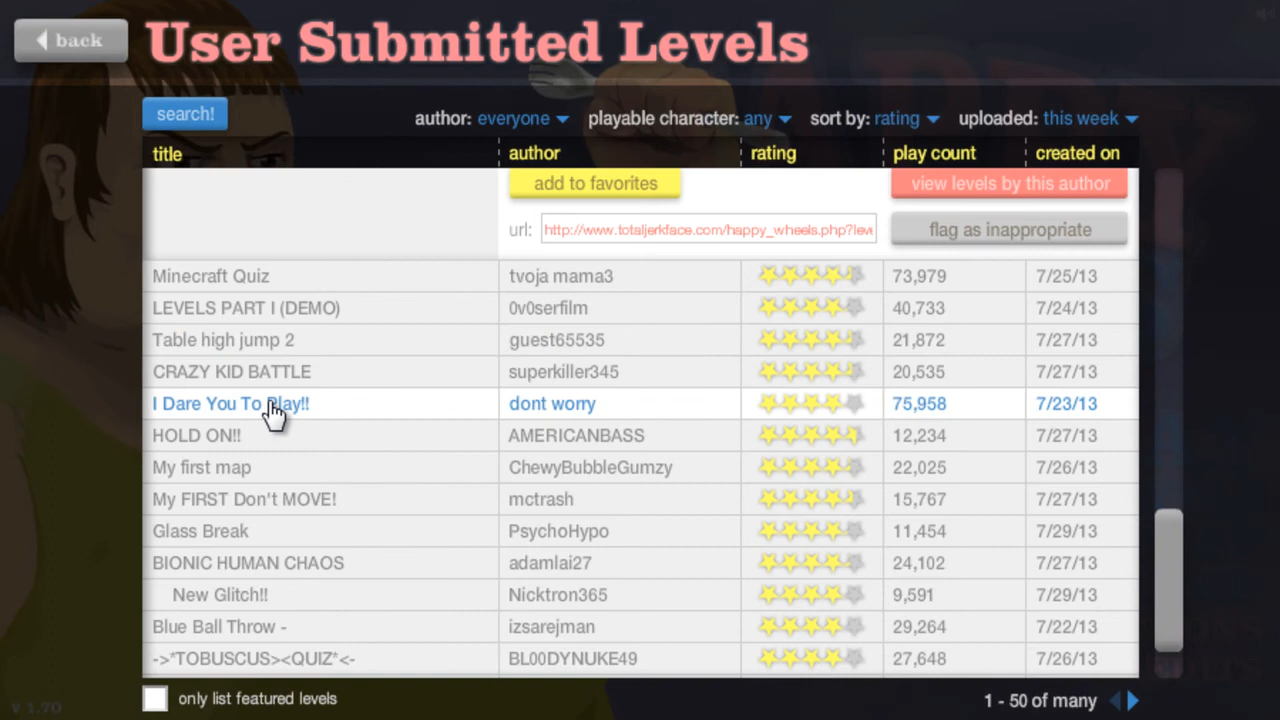 back
User Submitted Levels
search!
author: everyone playable character: any sort by: rating uploaded: this week
title author rating play count created on
add to favorites view levels by this author
url: http://www.totaljerkface.com/happy_wheels.php?lev flag as inappropriate
Minecraft Quiz tvoja mama3 73,979 7/25/13
LEVELS PART I (DEMO) 0v0serfilm 40,733 7/24/13
Table high jump 2 guest65535 21,872 7/27/13
CRAZY KID BATTLE superkiller345 20,535 7/27/13
I Dare You To Play!! dont worry 75,958 7/23/13
HOLD ON!! AMERICANBASS 12,234 7/27/13
My first map ChewyBubbleGumzy 22,025 7/26/13
My FIRST Don't MOVE! mctrash 15,767 7/27/13
Glass Break PsychoHypo 11,454 7/29/13
BIONIC HUMAN CHAOS adamlai27 24,102 7/27/13
New Glitch!! Nicktron365 9,591 7/29/13
Blue Ball Throw - izsarejman 29,264 7/22/13
->*TOBUSCUS><QUIZ*<- BL00DYNUKE49 27,648 7/26/13
only list featured levels 1 - 50 of many
v 1.70